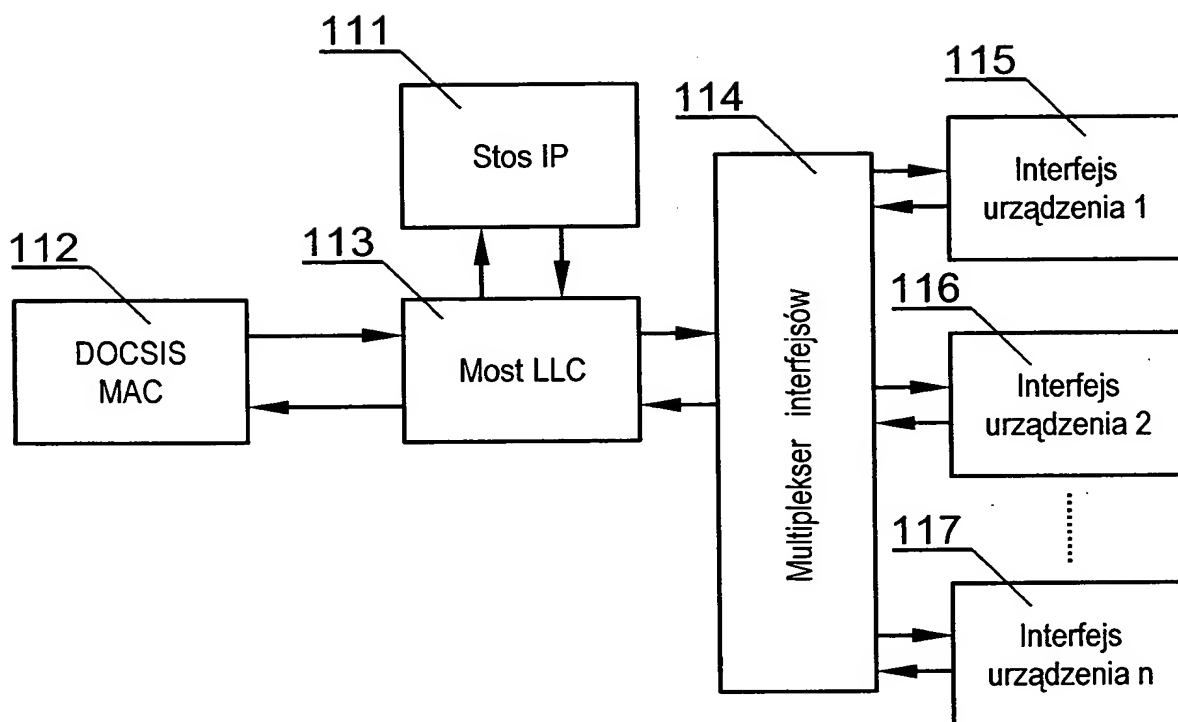 111
Stos IP
112
DOCSIS
MAC
113
Most LLC
114
Multiplekser interfejsów
115
Interfejs
urządzenia 1
116
Interfejs
urządzenia 2
117
Interfejs
urządzenia n